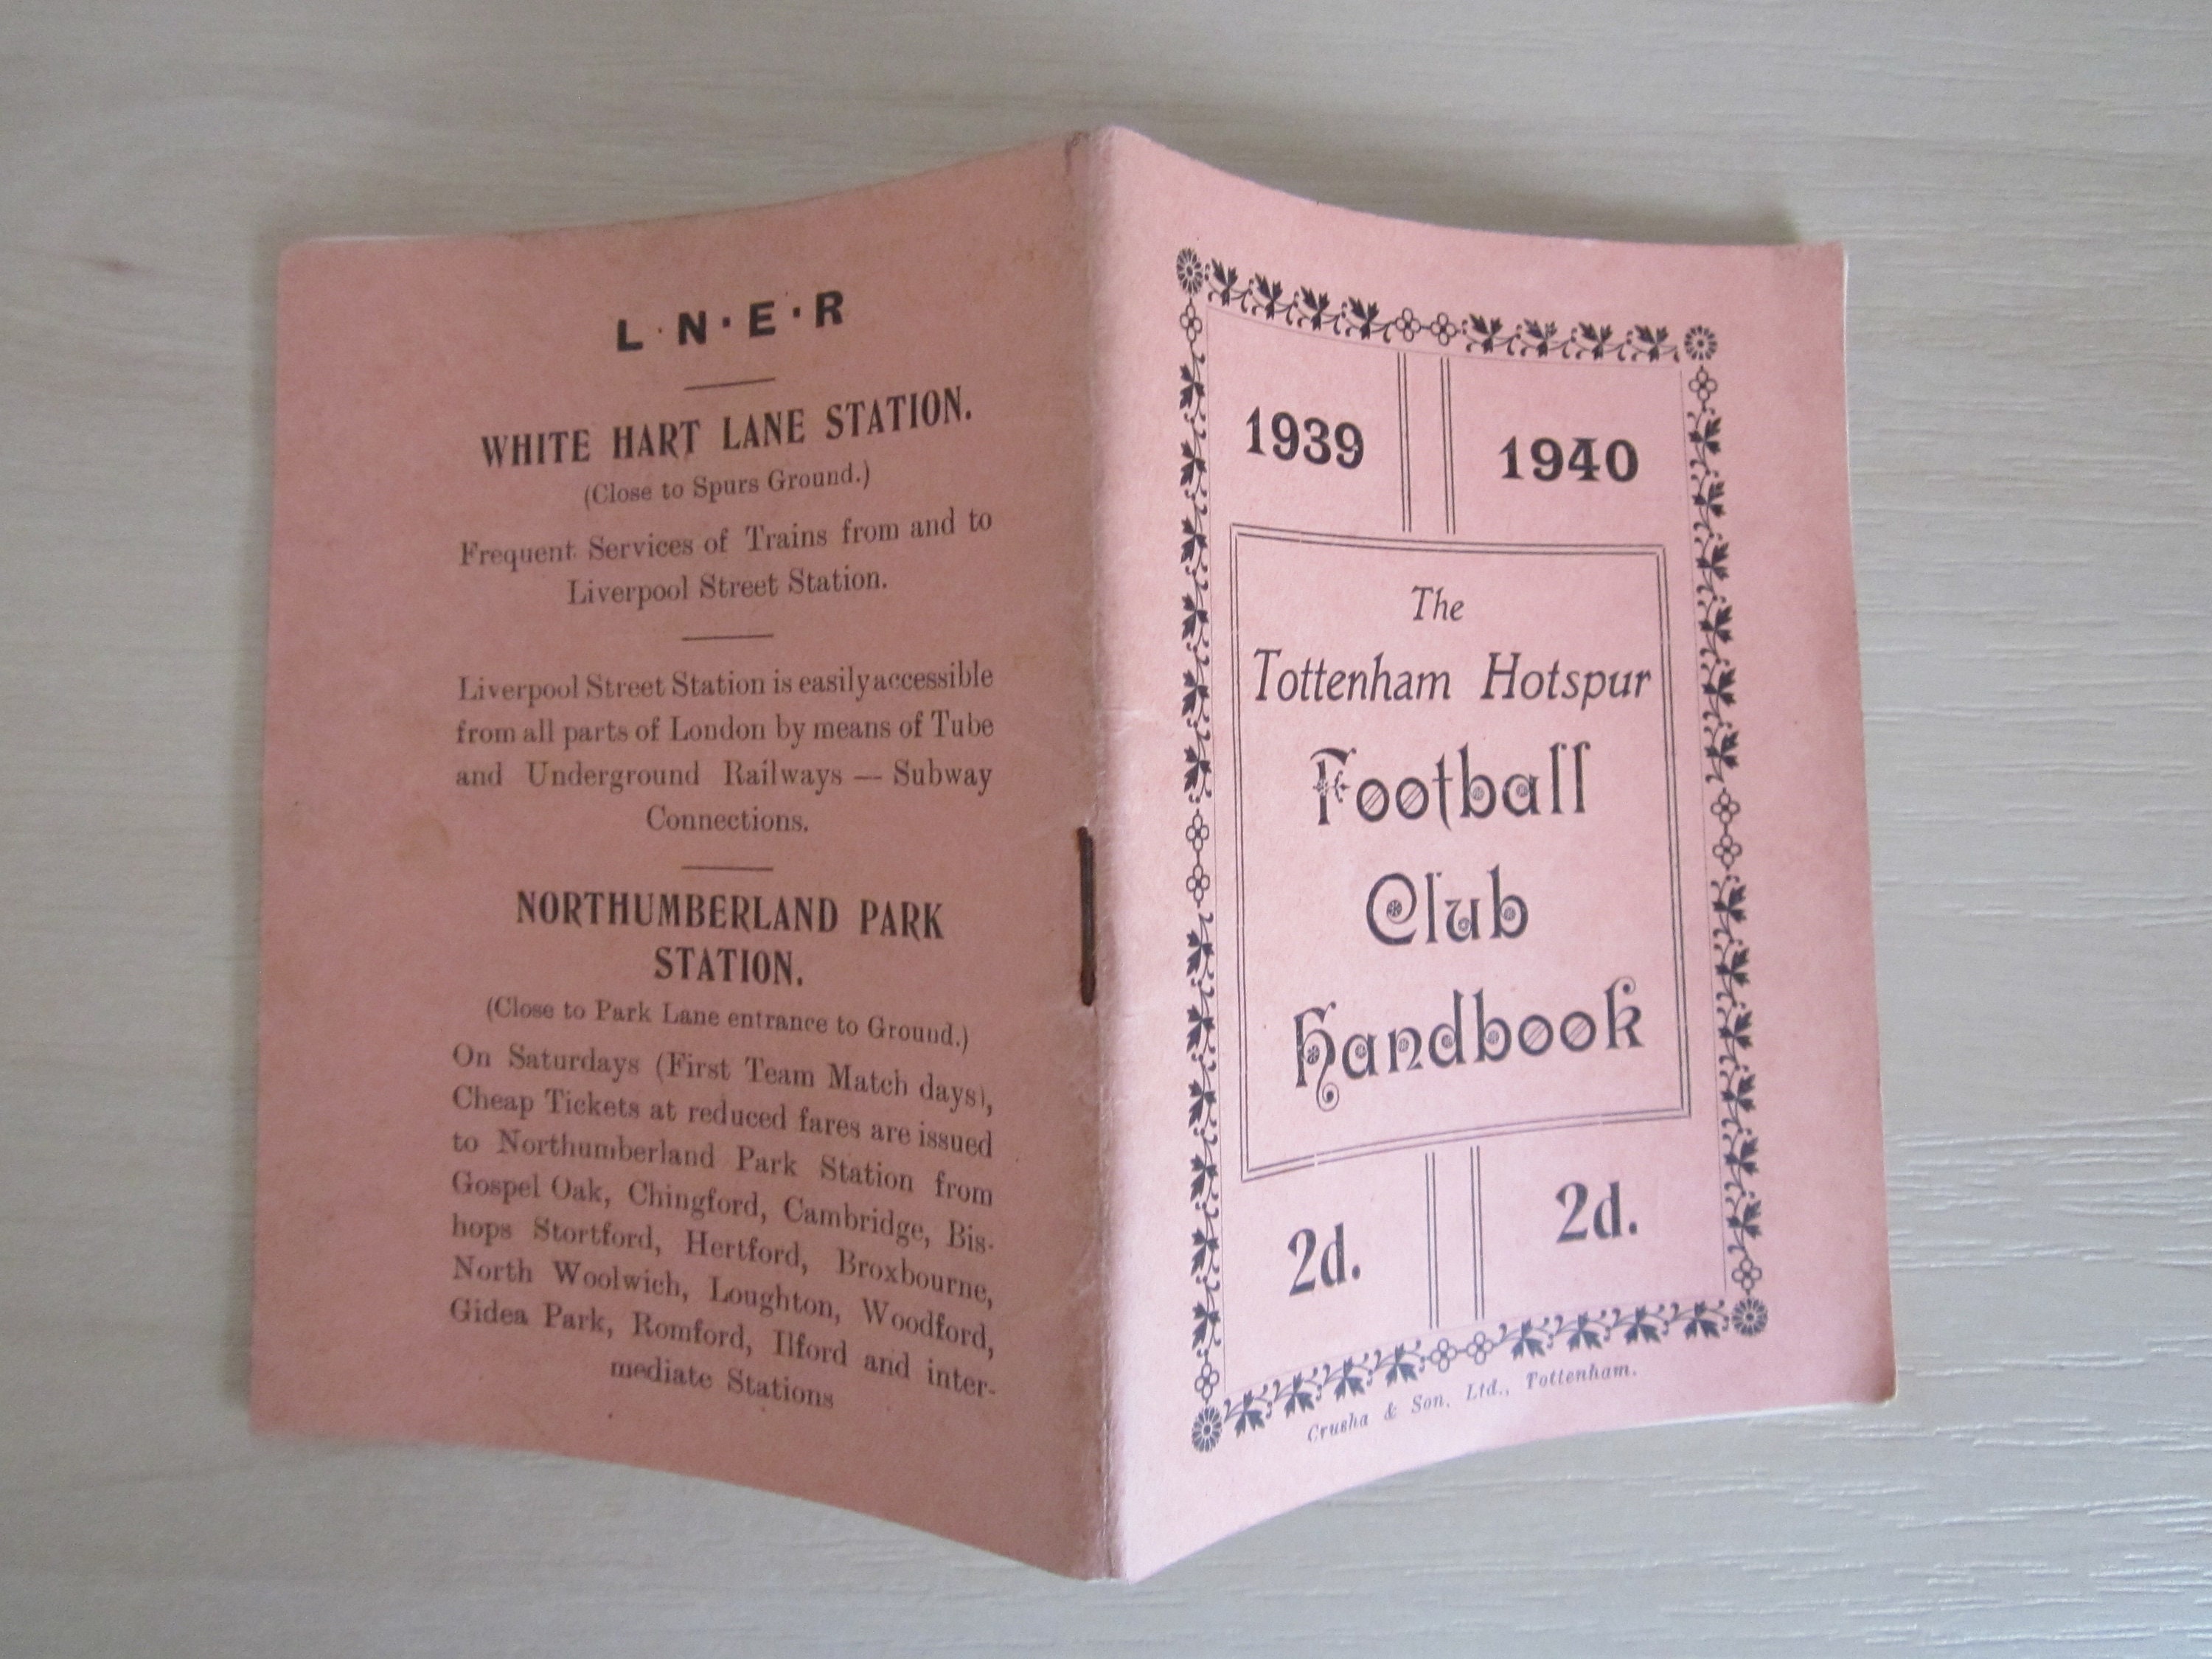 L·N·E·R
WHITE HART LANE STATION.
(Close to Spurs Ground.)
Frequent Services of Trains from and to
Liverpool Street Station.
Liverpool Street Station is easily accessible
from all parts of London by means of Tube
and Underground Railways — Subway
Connections.
NORTHUMBERLAND PARK
STATION.
(Close to Park Lane entrance to Ground.)
On Saturdays (First Team Match days),
Cheap Tickets at reduced fares are issued
to Northumberland Park Station from
Gospel Oak, Chingford, Cambridge, Bis-
hops Stortford, Hertford, Broxbourne,
North Woolwich, Loughton, Woodford,
Gidea Park, Romford, Ilford and inter-
mediate Stations
1939 1940
The
Tottenham Hotspur
Football
Club
Handbook
2d. 2d.
Crusha & Son, Ltd., Tottenham.